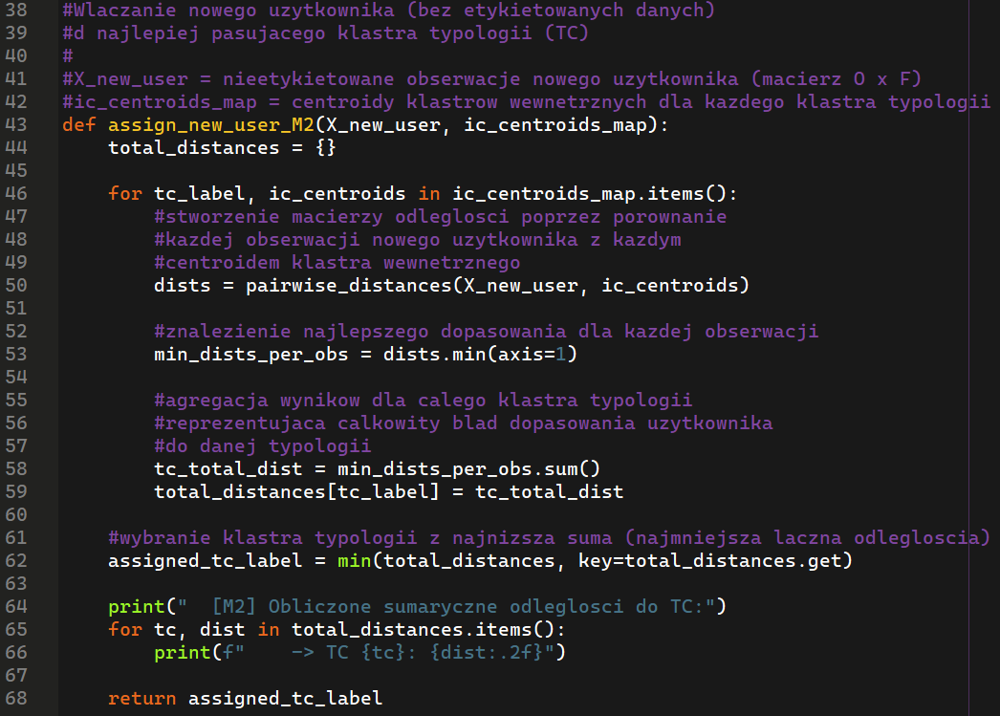 38 #Wlaczanie nowego uzytkownika (bez etykietowanych danych)
39 #d najlepiej pasujacego klastra typologii (TC)
40 #
41 #X_new_user = nieetykietowane obserwacje nowego uzytkownika (macierz O x F)
42 #ic_centroids_map = centroidy klastrow wewnetrznych dla kazdego klastra typologii
43 def assign_new_user_M2(X_new_user, ic_centroids_map):
44     total_distances = {}
45
46     for tc_label, ic_centroids in ic_centroids_map.items():
47         #stworzenie macierzy odleglosci poprzez porownanie
48         #kazdej obserwacji nowego uzytkownika z kazdym
49         #centroidem klastra wewnetrznego
50         dists = pairwise_distances(X_new_user, ic_centroids)
51
52         #znalezienie najlepszego dopasowania dla kazdej obserwacji
53         min_dists_per_obs = dists.min(axis=1)
54
55         #agregacja wynikow dla calego klastra typologii
56         #reprezentujaca calkowity blad dopasowania uzytkownika
57         #do danej typologii
58         tc_total_dist = min_dists_per_obs.sum()
59         total_distances[tc_label] = tc_total_dist
60
61     #wybranie klastra typologii z najnizsza suma (najmniejsza laczna odlegloscia)
62     assigned_tc_label = min(total_distances, key=total_distances.get)
63
64     print("  [M2] Obliczone sumaryczne odleglosci do TC:")
65     for tc, dist in total_distances.items():
66         print(f"    -> TC {tc}: {dist:.2f}")
67
68     return assigned_tc_label